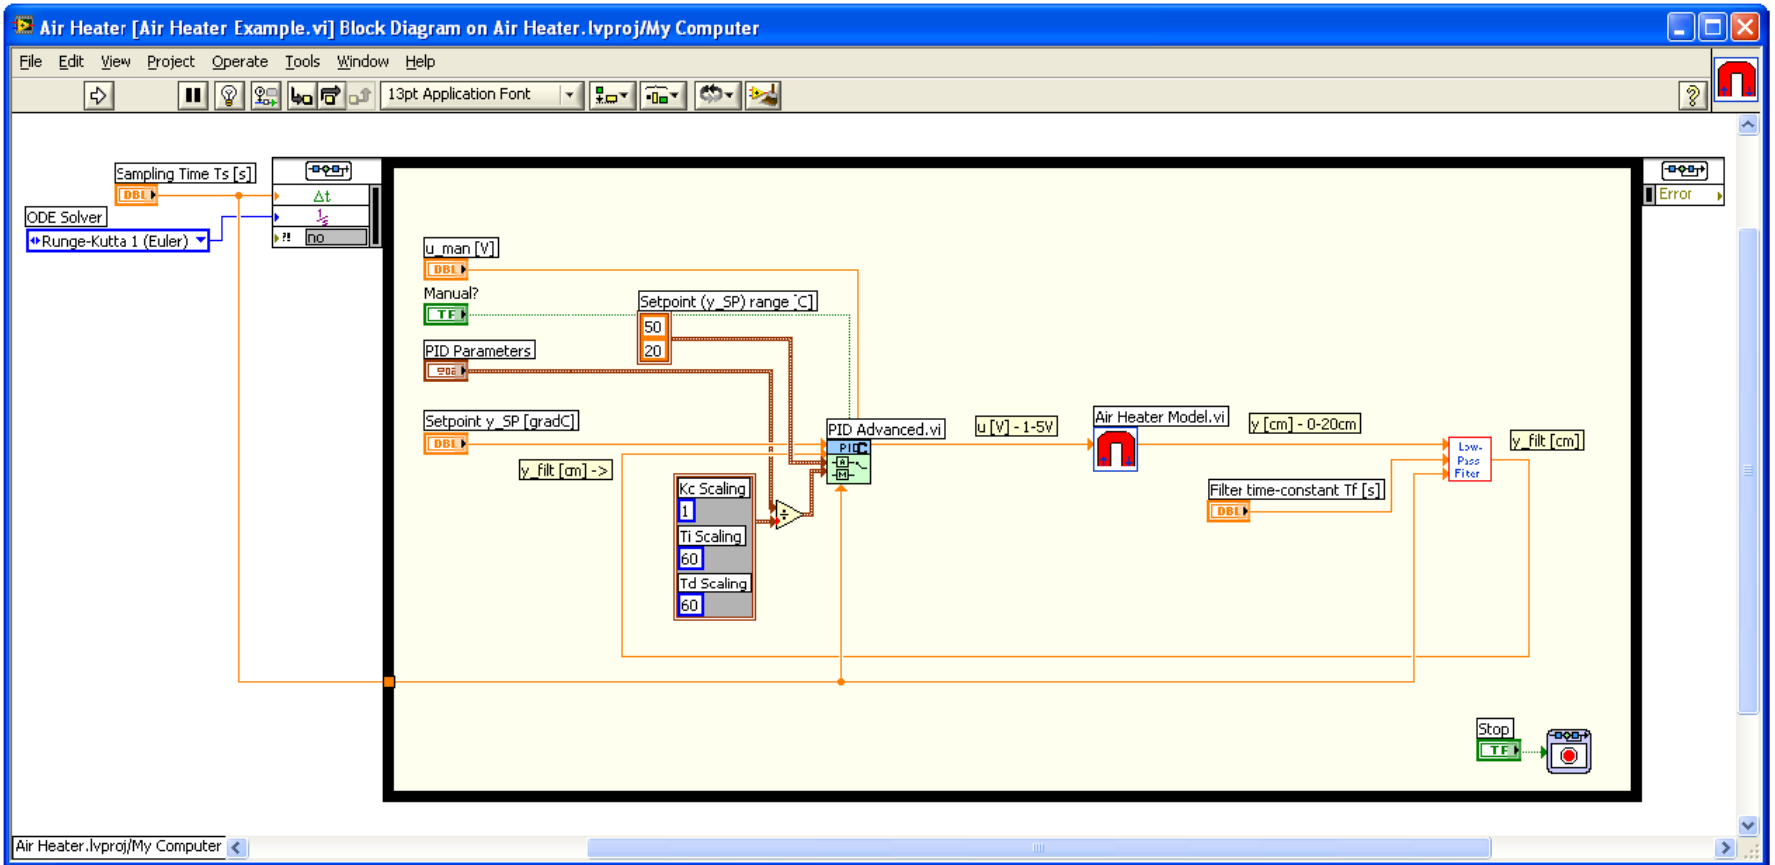 Air Heater [Air Heater Example.vi] Block Diagram on Air Heater.lvproj/My Computer
File Edit View Project Operate Tools Window Help
13pt Application Font
Sampling Time Ts [s]
DBL
Δt
ODE Solver
Runge-Kutta 1 (Euler)
1/s
?! no
Error
u_man [V]
DBL
Manual?
TF
Setpoint (y_SP) range [C]
50
20
PID Parameters
Setpoint y_SP [gradC]
DBL
y_filt [cm] ->
PID Advanced.vi
PID
A
M
u [V] - 1-5V
Air Heater Model.vi
y [cm] - 0-20cm
Low-
Pass
Filter
y_filt [cm]
Filter time-constant Tf [s]
DBL
Kc Scaling
1
Ti Scaling
60
Td Scaling
60
÷
Stop
TF
Air Heater.lvproj/My Computer